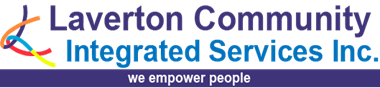 Laverton Community
Integrated Services Inc.
we empower people